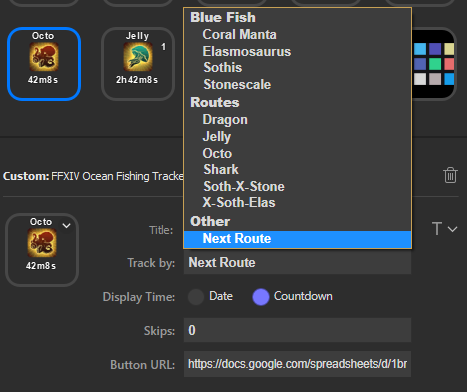 Octo
42m8s
Jelly
1
2h42m8s
Blue Fish
Coral Manta
Elasmosaurus
Sothis
Stonescale
Routes
Dragon
Jelly
Octo
Shark
Soth-X-Stone
X-Soth-Elas
Other
Next Route
Custom: FFXIV Ocean Fishing Tracke
Octo
42m8s
Title:
T
Track by: Next Route
Display Time: Date Countdown
Skips: 0
Button URL: https://docs.google.com/spreadsheets/d/1br